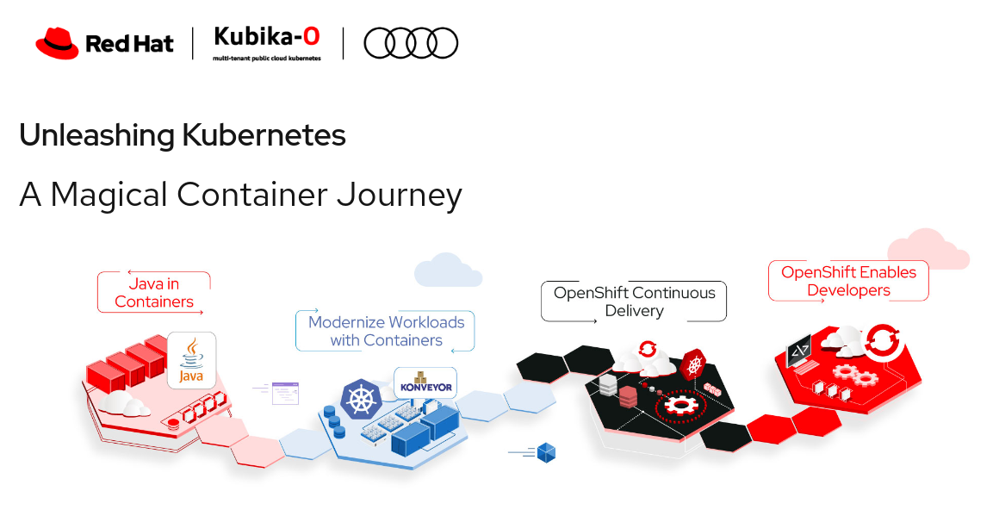 Red Hat
Kubika-O
multi-tenant public cloud kubernetes
Unleashing Kubernetes
A Magical Container Journey
Java in
Containers
Java
Modernize Workloads
with Containers
KONVEYOR
OpenShift Continuous
Delivery
OpenShift Enables
Developers
</>